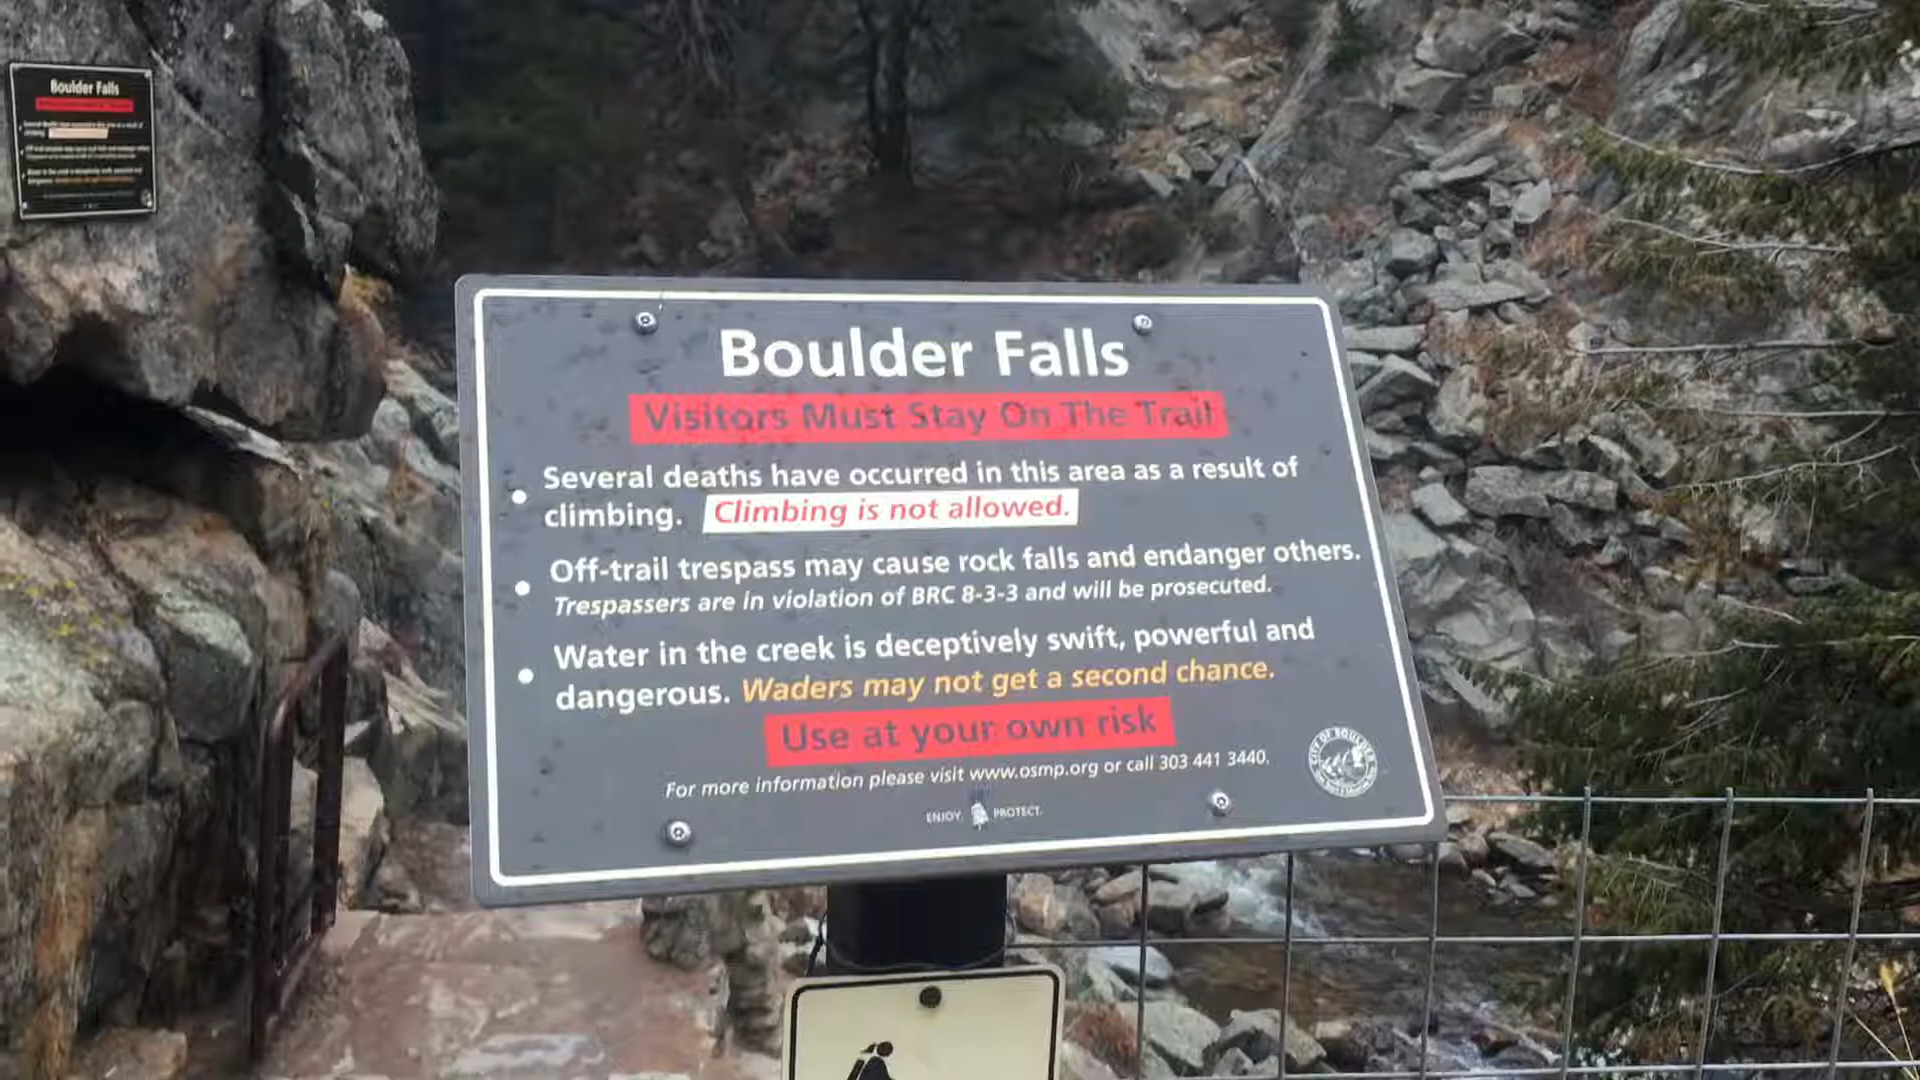 Boulder Falls
Boulder Falls
Visitors Must Stay On The Trail
Several deaths have occurred in this area as a result of
climbing. Climbing is not allowed.
Off-trail trespass may cause rock falls and endanger others.
Trespassers are in violation of BRC 8-3-3 and will be prosecuted.
Water in the creek is deceptively swift, powerful and
dangerous. Waders may not get a second chance.
Use at your own risk
For more information please visit www.osmp.org or call 303 441 3440.
CITY OF BOULDER
ENJOY. PROTECT.